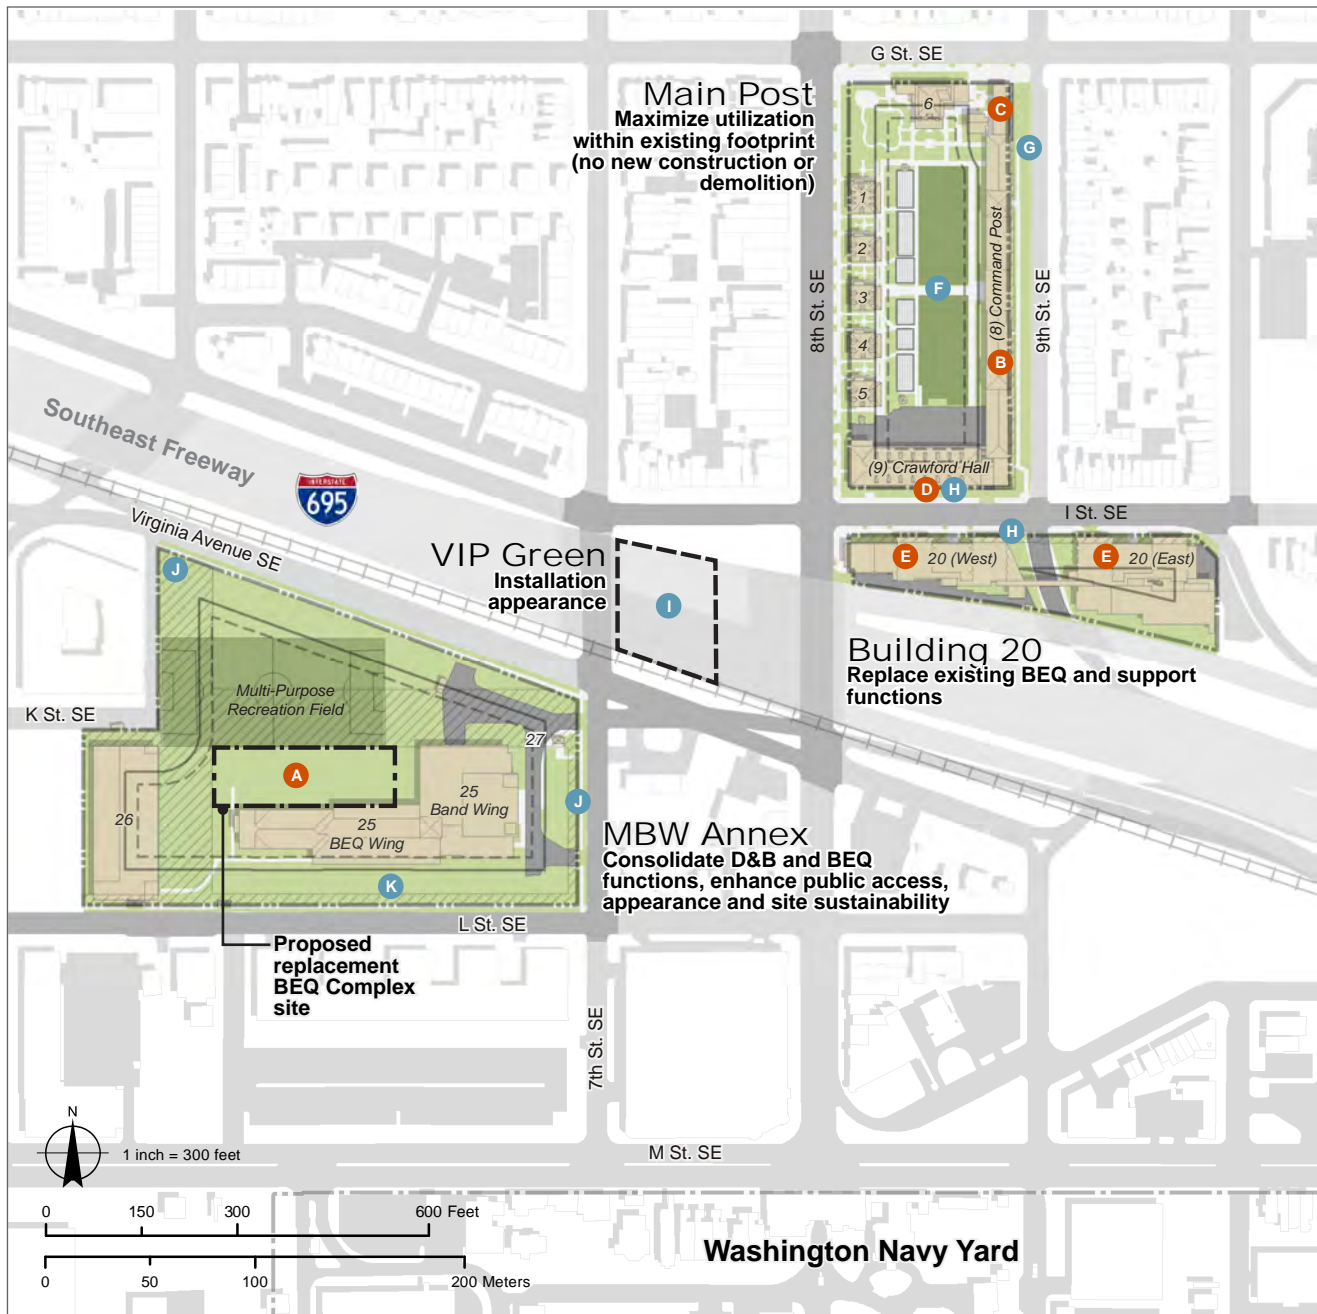 G St. SE
Main Post
Maximize utilization
within existing footprint
(no new construction or
demolition)
6
C
G
1
2
3
4
5
F
(8) Command Post
B
8th St. SE
9th St. SE
(9) Crawford Hall
D
H
I St. SE
H
E
20 (West)
E
20 (East)
Building 20
Replace existing BEQ and support
functions
Southeast Freeway
INTERSTATE
695
Virginia Avenue SE
VIP Green
Installation
appearance
I
J
Multi-Purpose
Recreation Field
K St. SE
A
27
25
Band Wing
26
25
BEQ Wing
J
K
MBW Annex
Consolidate D&B and BEQ
functions, enhance public access,
appearance and site sustainability
L St. SE
Proposed
replacement
BEQ Complex
site
7th St. SE
N
1 inch = 300 feet
M St. SE
0 150 300 600 Feet
0 50 100 200 Meters
Washington Navy Yard